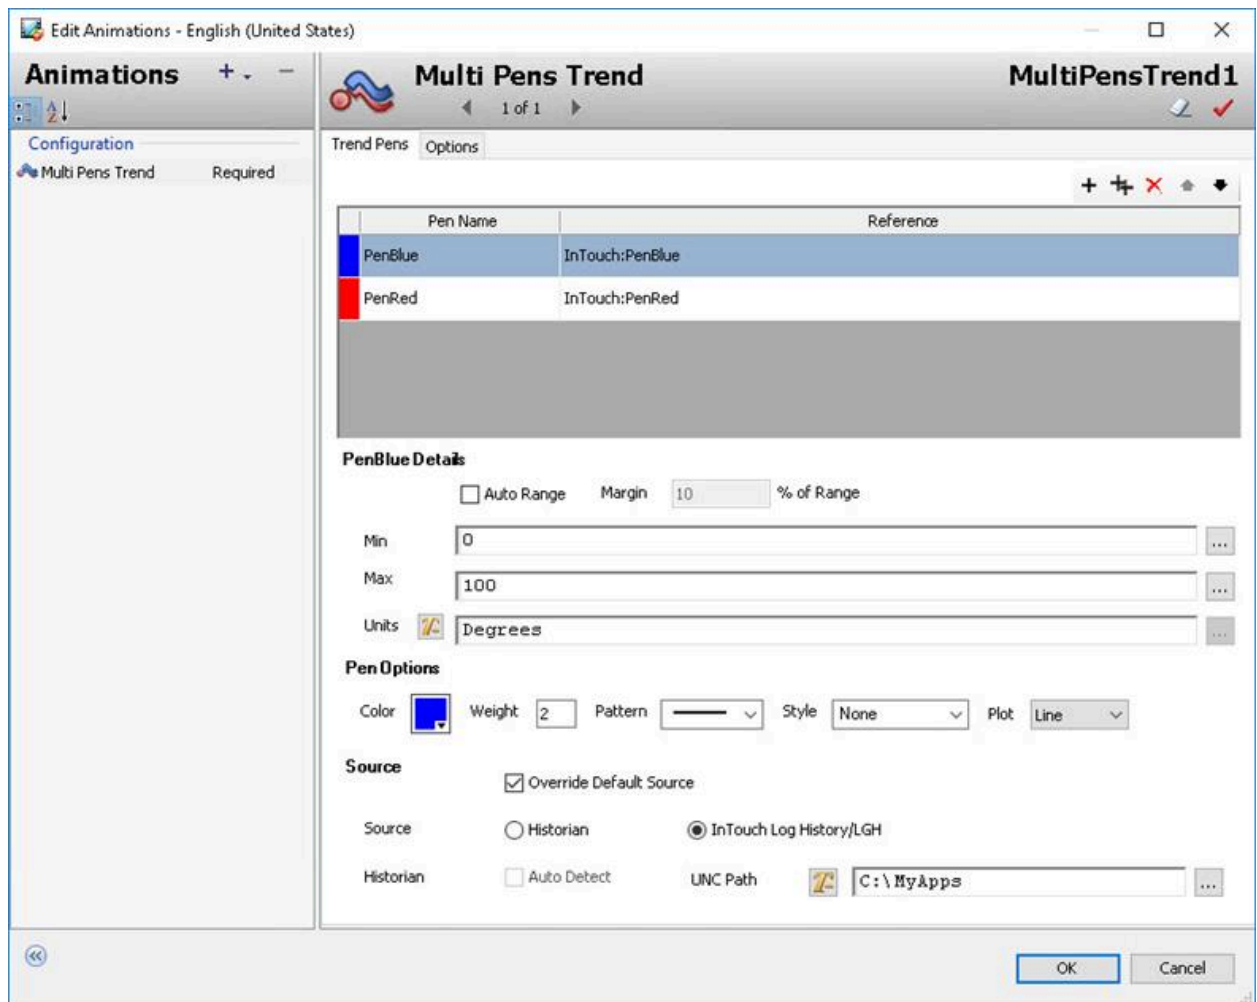 Edit Animations - English (United States)
Animations
Multi Pens Trend
MultiPensTrend1
1 of 1
Configuration
Multi Pens Trend Required
Trend Pens Options
Pen Name Reference
PenBlue InTouch:PenBlue
PenRed InTouch:PenRed
PenBlue Details
Auto Range Margin 10 % of Range
Min 0 ...
Max 100 ...
Units Degrees ...
Pen Options
Color Weight 2 Pattern Style None Plot Line
Source
Override Default Source
Source Historian InTouch Log History/LGH
Historian Auto Detect UNC Path C:\MyApps ...
OK Cancel